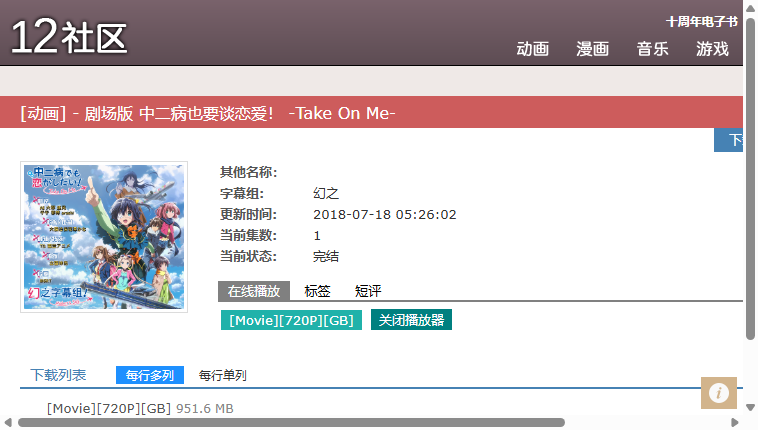 12社区
十周年电子书
动画 漫画 音乐 游戏
[动画] - 剧场版 中二病也要谈恋爱！ -Take On Me-
其他名称:
字幕组: 幻之
更新时间: 2018-07-18 05:26:02
当前集数: 1
当前状态: 完结
在线播放 标签 短评
[Movie][720P][GB] 关闭播放器
下载列表 每行多列 每行单列
[Movie][720P][GB] 951.6 MB
中二病でも
恋がしたい!
幻之字幕组!